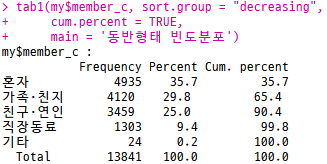 > tab1(my$member_c, sort.group = "decreasing",
+ cum.percent = TRUE,
+ main = '동반형태 빈도분포')
my$member_c :
Frequency Percent Cum. percent
혼자 4935 35.7 35.7
가족·친지 4120 29.8 65.4
친구·연인 3459 25.0 90.4
직장동료 1303 9.4 99.8
기타 24 0.2 100.0
Total 13841 100.0 100.0